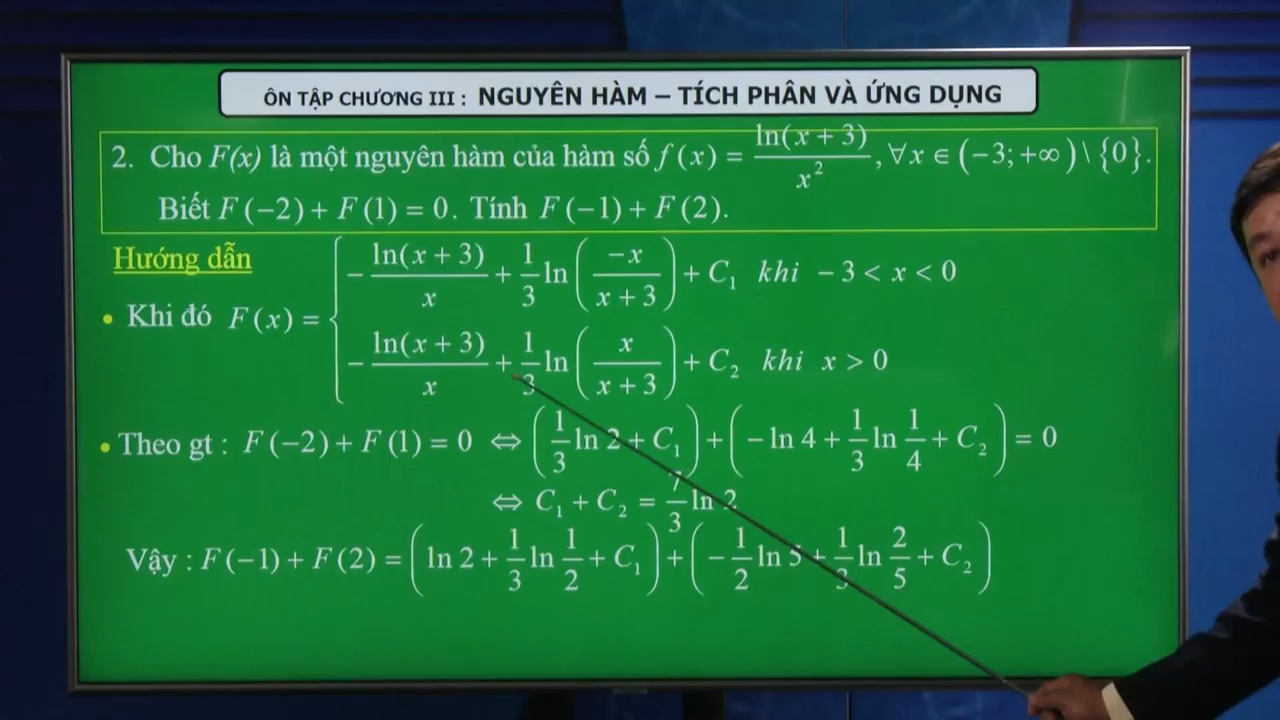 ÔN TẬP CHƯƠNG III : NGUYÊN HÀM – TÍCH PHÂN VÀ ỨNG DỤNG
2. Cho F(x) là một nguyên hàm của hàm số f(x) = ln(x + 3)/x², ∀x ∈ (−3; +∞) \ {0}.
Biết F(−2) + F(1) = 0. Tính F(−1) + F(2).
Hướng dẫn
• Khi đó F(x) = { − ln(x + 3)/x + 1/3 ln(−x/(x + 3)) + C₁ khi −3 < x < 0
− ln(x + 3)/x + 1/3 ln(x/(x + 3)) + C₂ khi x > 0
• Theo gt : F(−2) + F(1) = 0 ⇔ (1/3 ln 2 + C₁) + (− ln 4 + 1/3 ln 1/4 + C₂) = 0
⇔ C₁ + C₂ = 7/3 ln 2
Vậy : F(−1) + F(2) = (ln 2 + 1/3 ln 1/2 + C₁) + (− 1/2 ln 5 + 1/3 ln 2/5 + C₂)